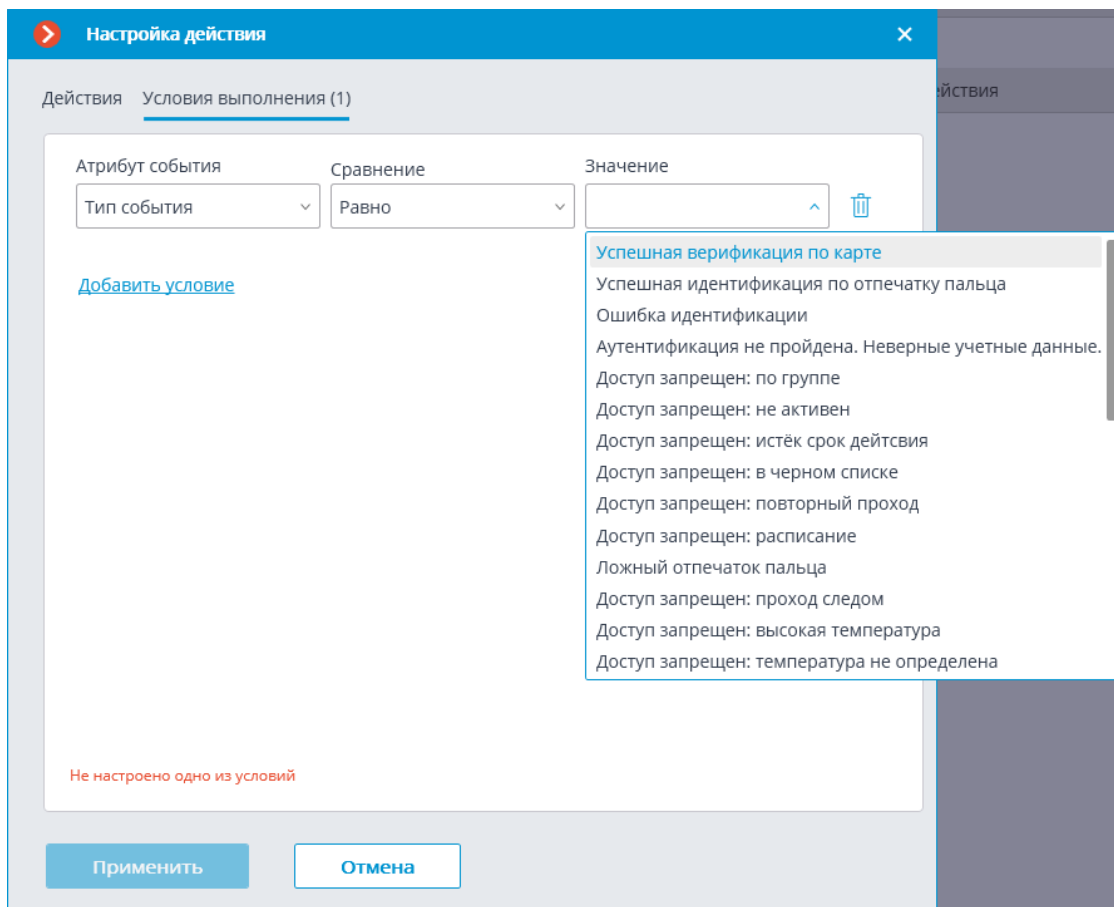 Настройка действия
йствия
Действия Условия выполнения (1)
Атрибут события Сравнение Значение
Тип события Равно
Добавить условие
Успешная верификация по карте
Успешная идентификация по отпечатку пальца
Ошибка идентификации
Аутентификация не пройдена. Неверные учетные данные.
Доступ запрещен: по группе
Доступ запрещен: не активен
Доступ запрещен: истёк срок дейтсвия
Доступ запрещен: в черном списке
Доступ запрещен: повторный проход
Доступ запрещен: расписание
Ложный отпечаток пальца
Доступ запрещен: проход следом
Доступ запрещен: высокая температура
Доступ запрещен: температура не определена
Не настроено одно из условий
Применить Отмена